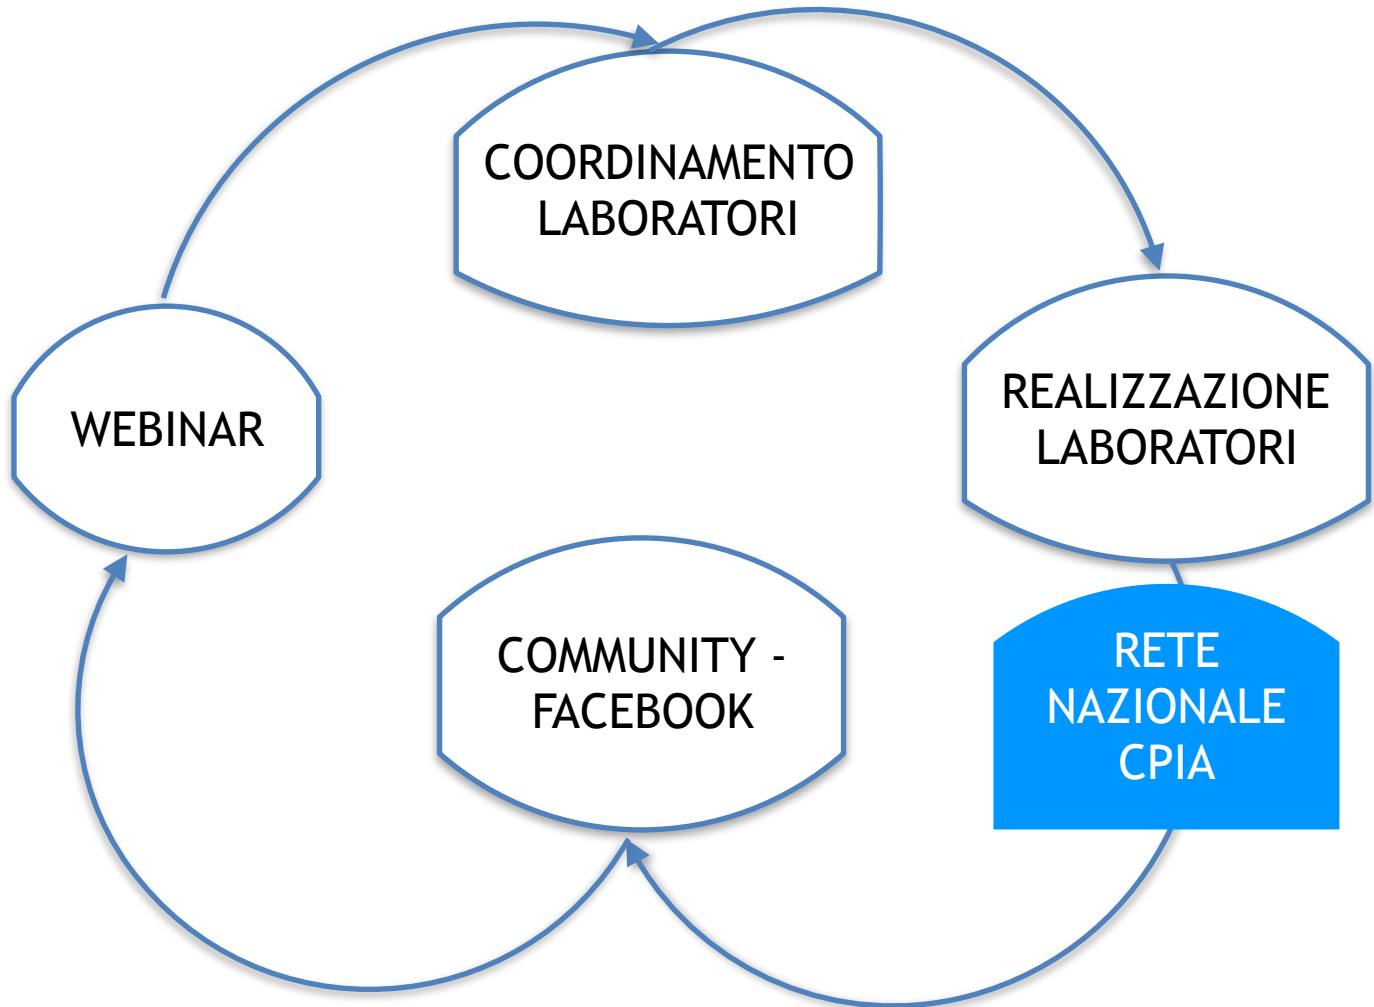 COORDINAMENTO
LABORATORI
WEBINAR
REALIZZAZIONE
LABORATORI
COMMUNITY -
FACEBOOK
RETE
NAZIONALE
CPIA